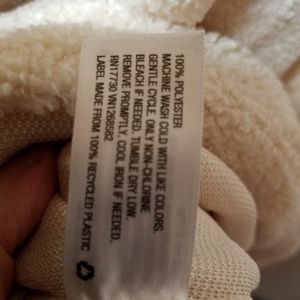 100% POLYESTER
MACHINE WASH COLD WITH LIKE COLORS.
GENTLE CYCLE. ONLY NON-CHLORINE
BLEACH IF NEEDED. TUMBLE DRY LOW.
REMOVE PROMPTLY. COOL IRON IF NEEDED.
RN17730 VN1268582
LABEL MADE FROM 100% RECYCLED PLASTIC